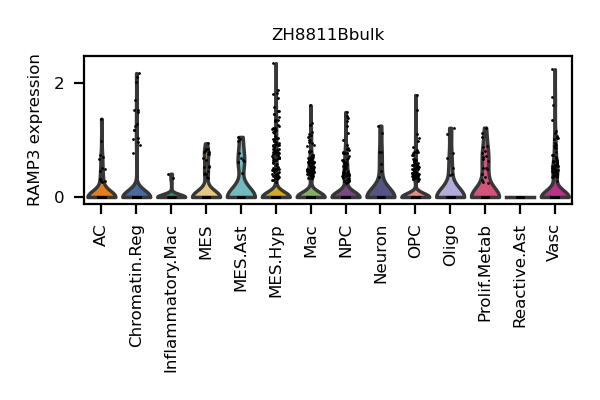 ZH8811Bbulk
RAMP3 expression
2
0
AC
Chromatin.Reg
Inflammatory.Mac
MES
MES.Ast
MES.Hyp
Mac
NPC
Neuron
OPC
Oligo
Prolif.Metab
Reactive.Ast
Vasc